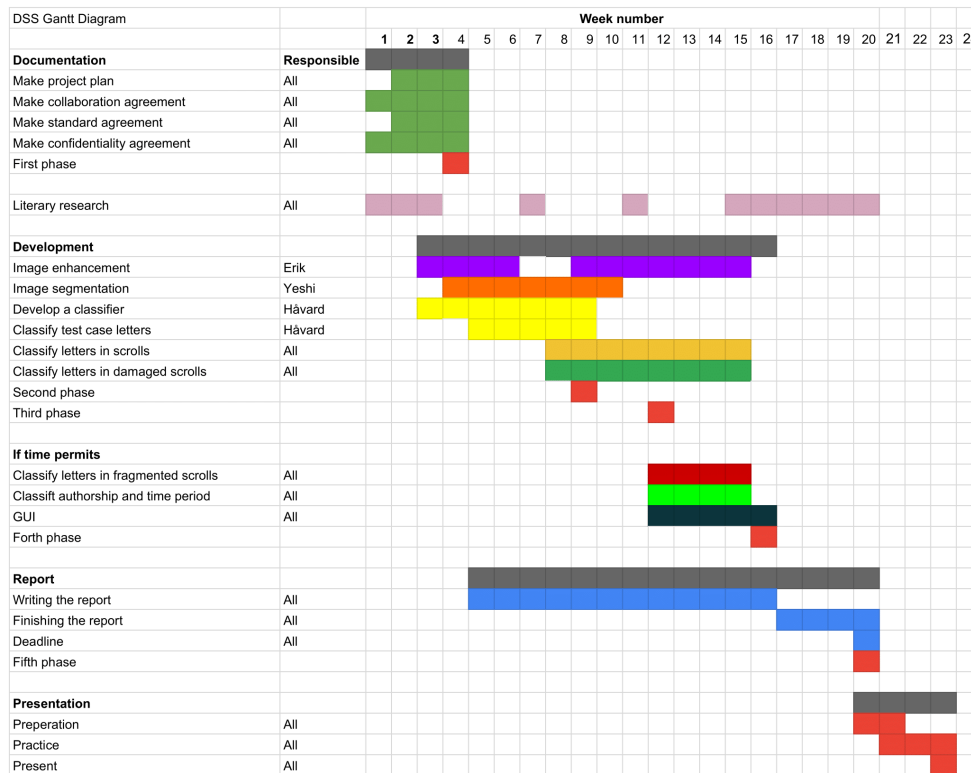 DSS Gantt Diagram Week number
1 2 3 4 5 6 7 8 9 10 11 12 13 14 15 16 17 18 19 20 21 22 23 2
Documentation Responsible
Make project plan All
Make collaboration agreement All
Make standard agreement All
Make confidentiality agreement All
First phase
Literary research All
Development
Image enhancement Erik
Image segmentation Yeshi
Develop a classifier Håvard
Classify test case letters Håvard
Classify letters in scrolls All
Classify letters in damaged scrolls All
Second phase
Third phase
If time permits
Classify letters in fragmented scrolls All
Classift authorship and time period All
GUI All
Forth phase
Report
Writing the report All
Finishing the report All
Deadline All
Fifth phase
Presentation
Preperation All
Practice All
Present All